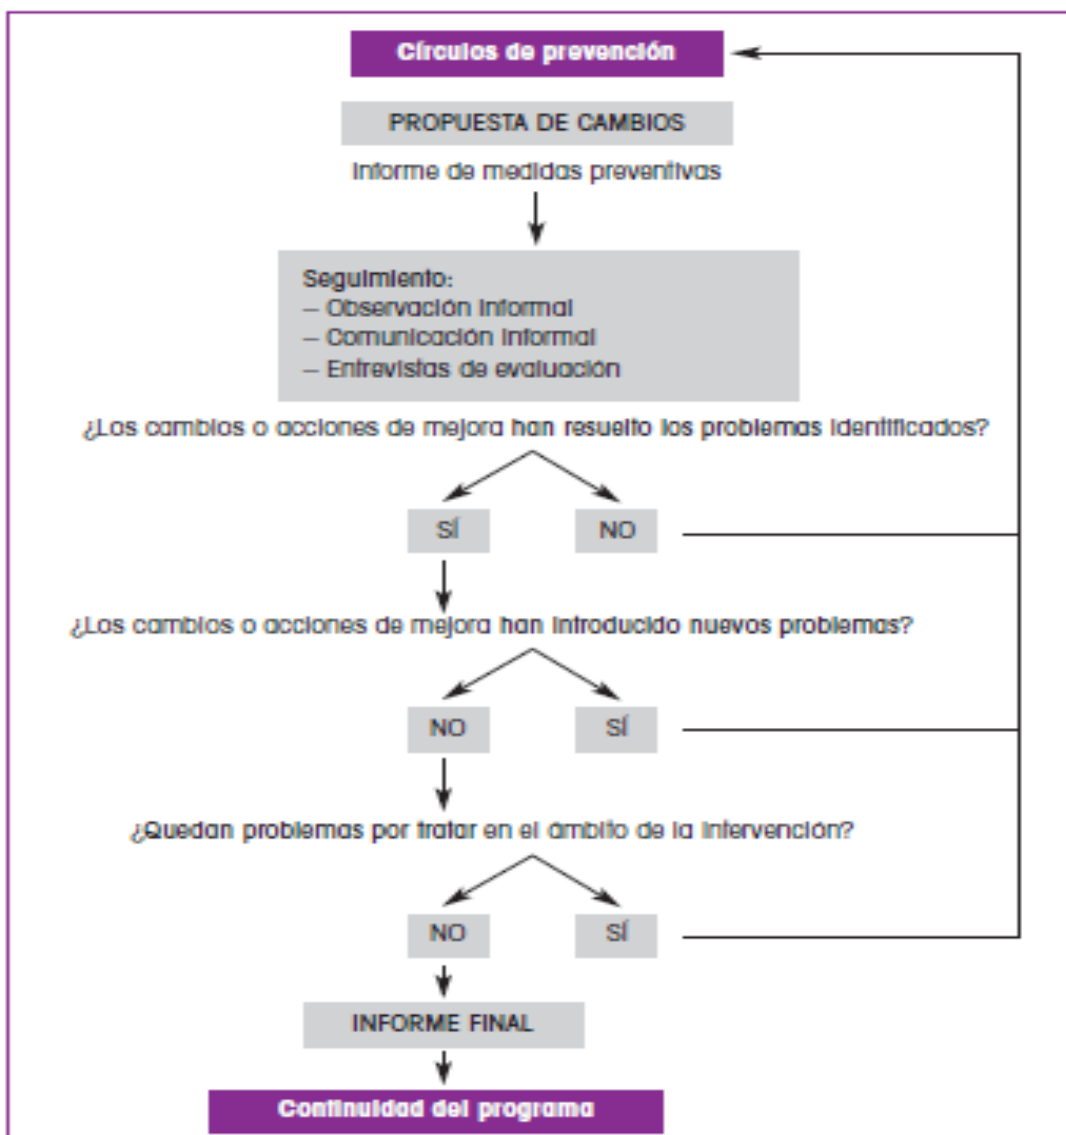 Círculos de prevención
PROPUESTA DE CAMBIOS
Informe de medidas preventivas
Seguimiento:
– Observación informal
– Comunicación informal
– Entrevistas de evaluación
¿Los cambios o acciones de mejora han resuelto los problemas identificados?
SÍ NO
¿Los cambios o acciones de mejora han introducido nuevos problemas?
NO SÍ
¿Quedan problemas por tratar en el ámbito de la intervención?
NO SÍ
INFORME FINAL
Continuidad del programa